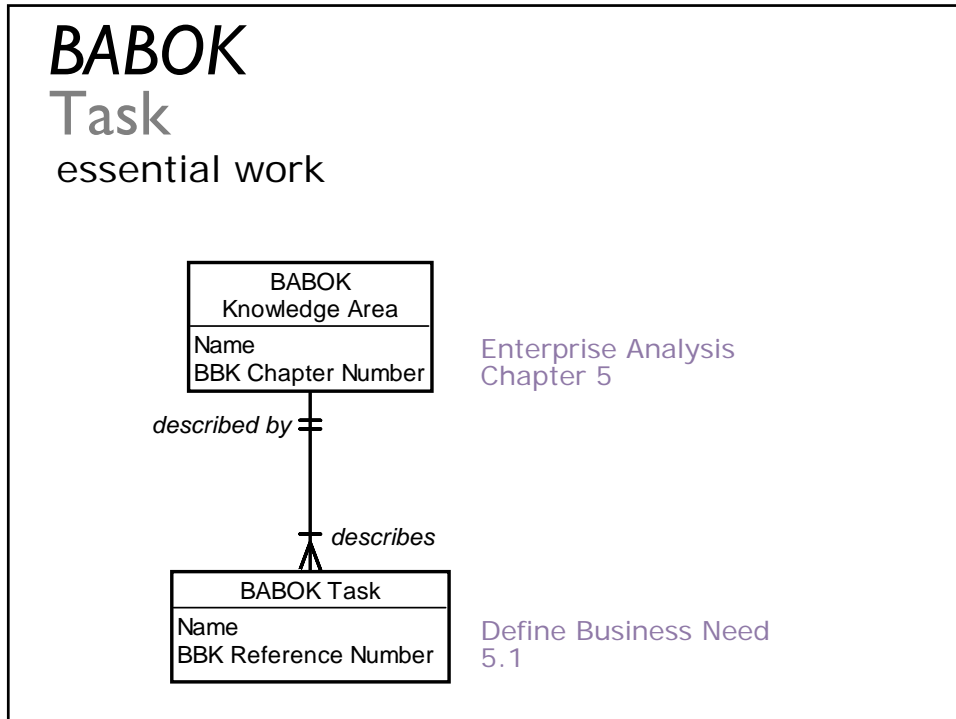 BABOK
Task
essential work
BABOK
Knowledge Area
Name
BBK Chapter Number
Enterprise Analysis
Chapter 5
described by
describes
BABOK Task
Name
BBK Reference Number
Define Business Need
5.1